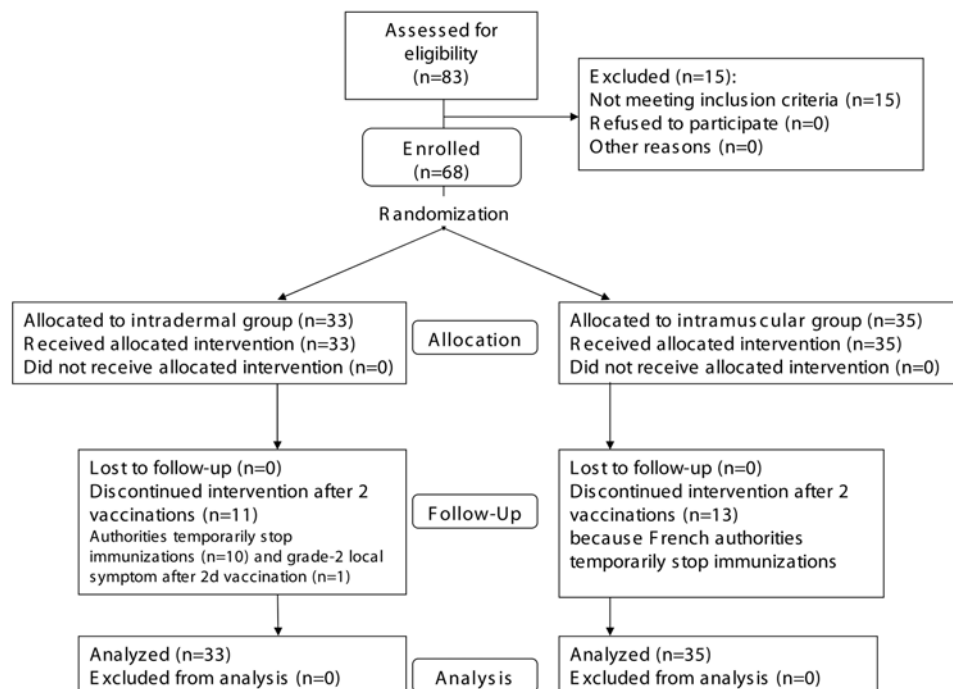 Assessed for
eligibility
(n=83)
Excluded (n=15):
Not meeting inclusion criteria (n=15)
Refused to participate (n=0)
Other reasons (n=0)
Enrolled
(n=68)
Randomization
Allocated to intradermal group (n=33)
Received allocated intervention (n=33)
Did not receive allocated intervention (n=0)
Allocation
Allocated to intramuscular group (n=35)
Received allocated intervention (n=35)
Did not receive allocated intervention (n=0)
Lost to follow-up (n=0)
Discontinued intervention after 2
vaccinations (n=11)
Authorities temporarily stop
immunizations (n=10) and grade-2 local
symptom after 2d vaccination (n=1)
Follow-Up
Lost to follow-up (n=0)
Discontinued intervention after 2
vaccinations (n=13)
because French authorities
temporarily stop immunizations
Analyzed (n=33)
Excluded from analysis (n=0)
Analysis
Analyzed (n=35)
Excluded from analysis (n=0)